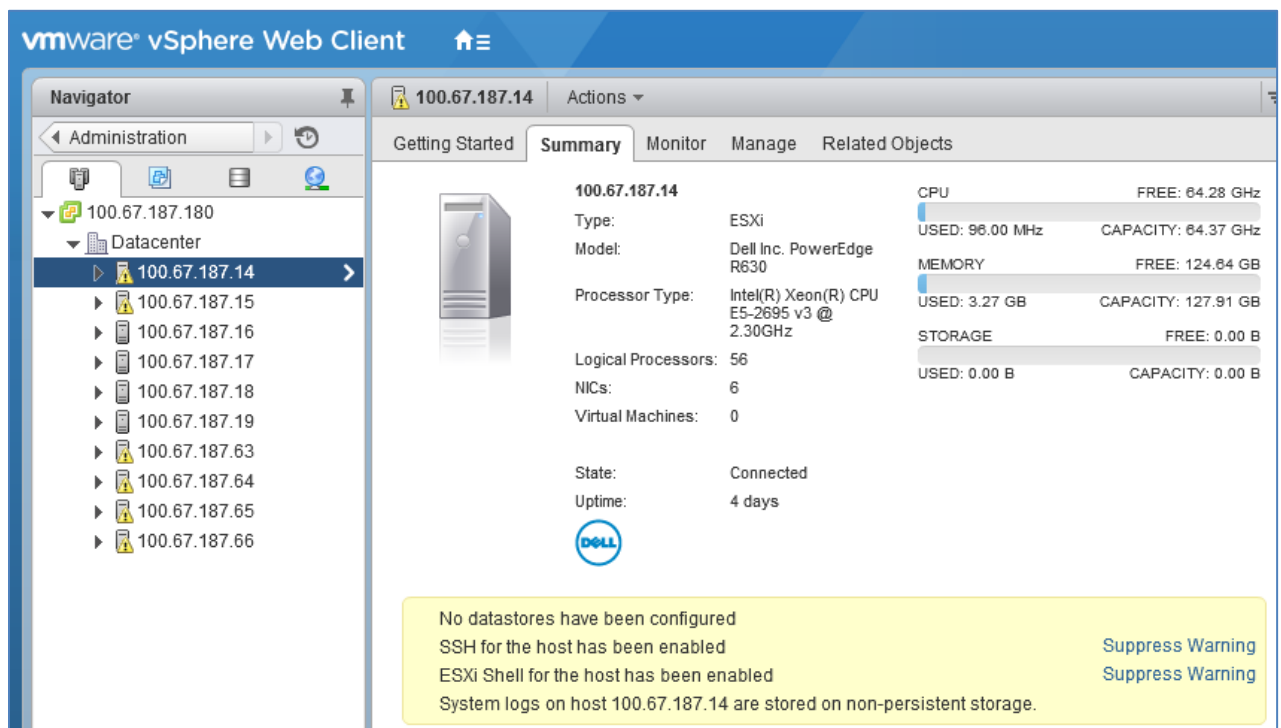 vmware® vSphere Web Client
Navigator
Administration
100.67.187.180
Datacenter
100.67.187.14
100.67.187.15
100.67.187.16
100.67.187.17
100.67.187.18
100.67.187.19
100.67.187.63
100.67.187.64
100.67.187.65
100.67.187.66
100.67.187.14 Actions
Getting Started Summary Monitor Manage Related Objects
100.67.187.14
Type: ESXi
Model: Dell Inc. PowerEdge
R630
Processor Type: Intel(R) Xeon(R) CPU
E5-2695 v3 @
2.30GHz
Logical Processors: 56
NICs: 6
Virtual Machines: 0
State: Connected
Uptime: 4 days
DELL
CPU FREE: 64.28 GHz
USED: 96.00 MHz CAPACITY: 64.37 GHz
MEMORY FREE: 124.64 GB
USED: 3.27 GB CAPACITY: 127.91 GB
STORAGE FREE: 0.00 B
USED: 0.00 B CAPACITY: 0.00 B
No datastores have been configured
SSH for the host has been enabled Suppress Warning
ESXi Shell for the host has been enabled Suppress Warning
System logs on host 100.67.187.14 are stored on non-persistent storage.